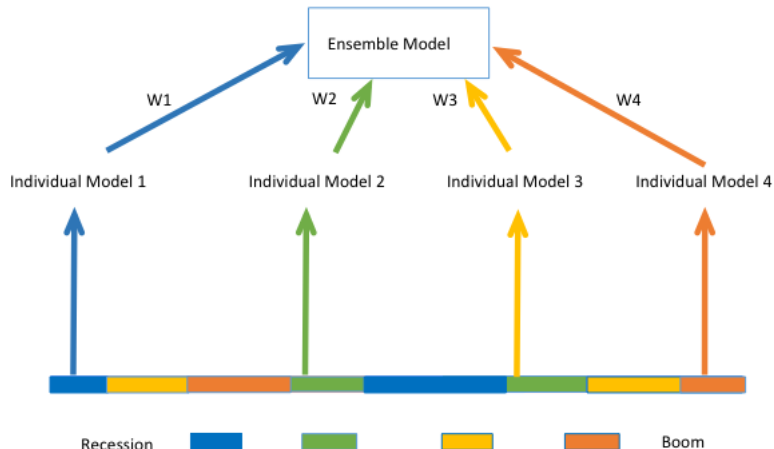 Ensemble Model
W1
W2
W3
W4
Individual Model 1
Individual Model 2
Individual Model 3
Individual Model 4
Recession
Boom